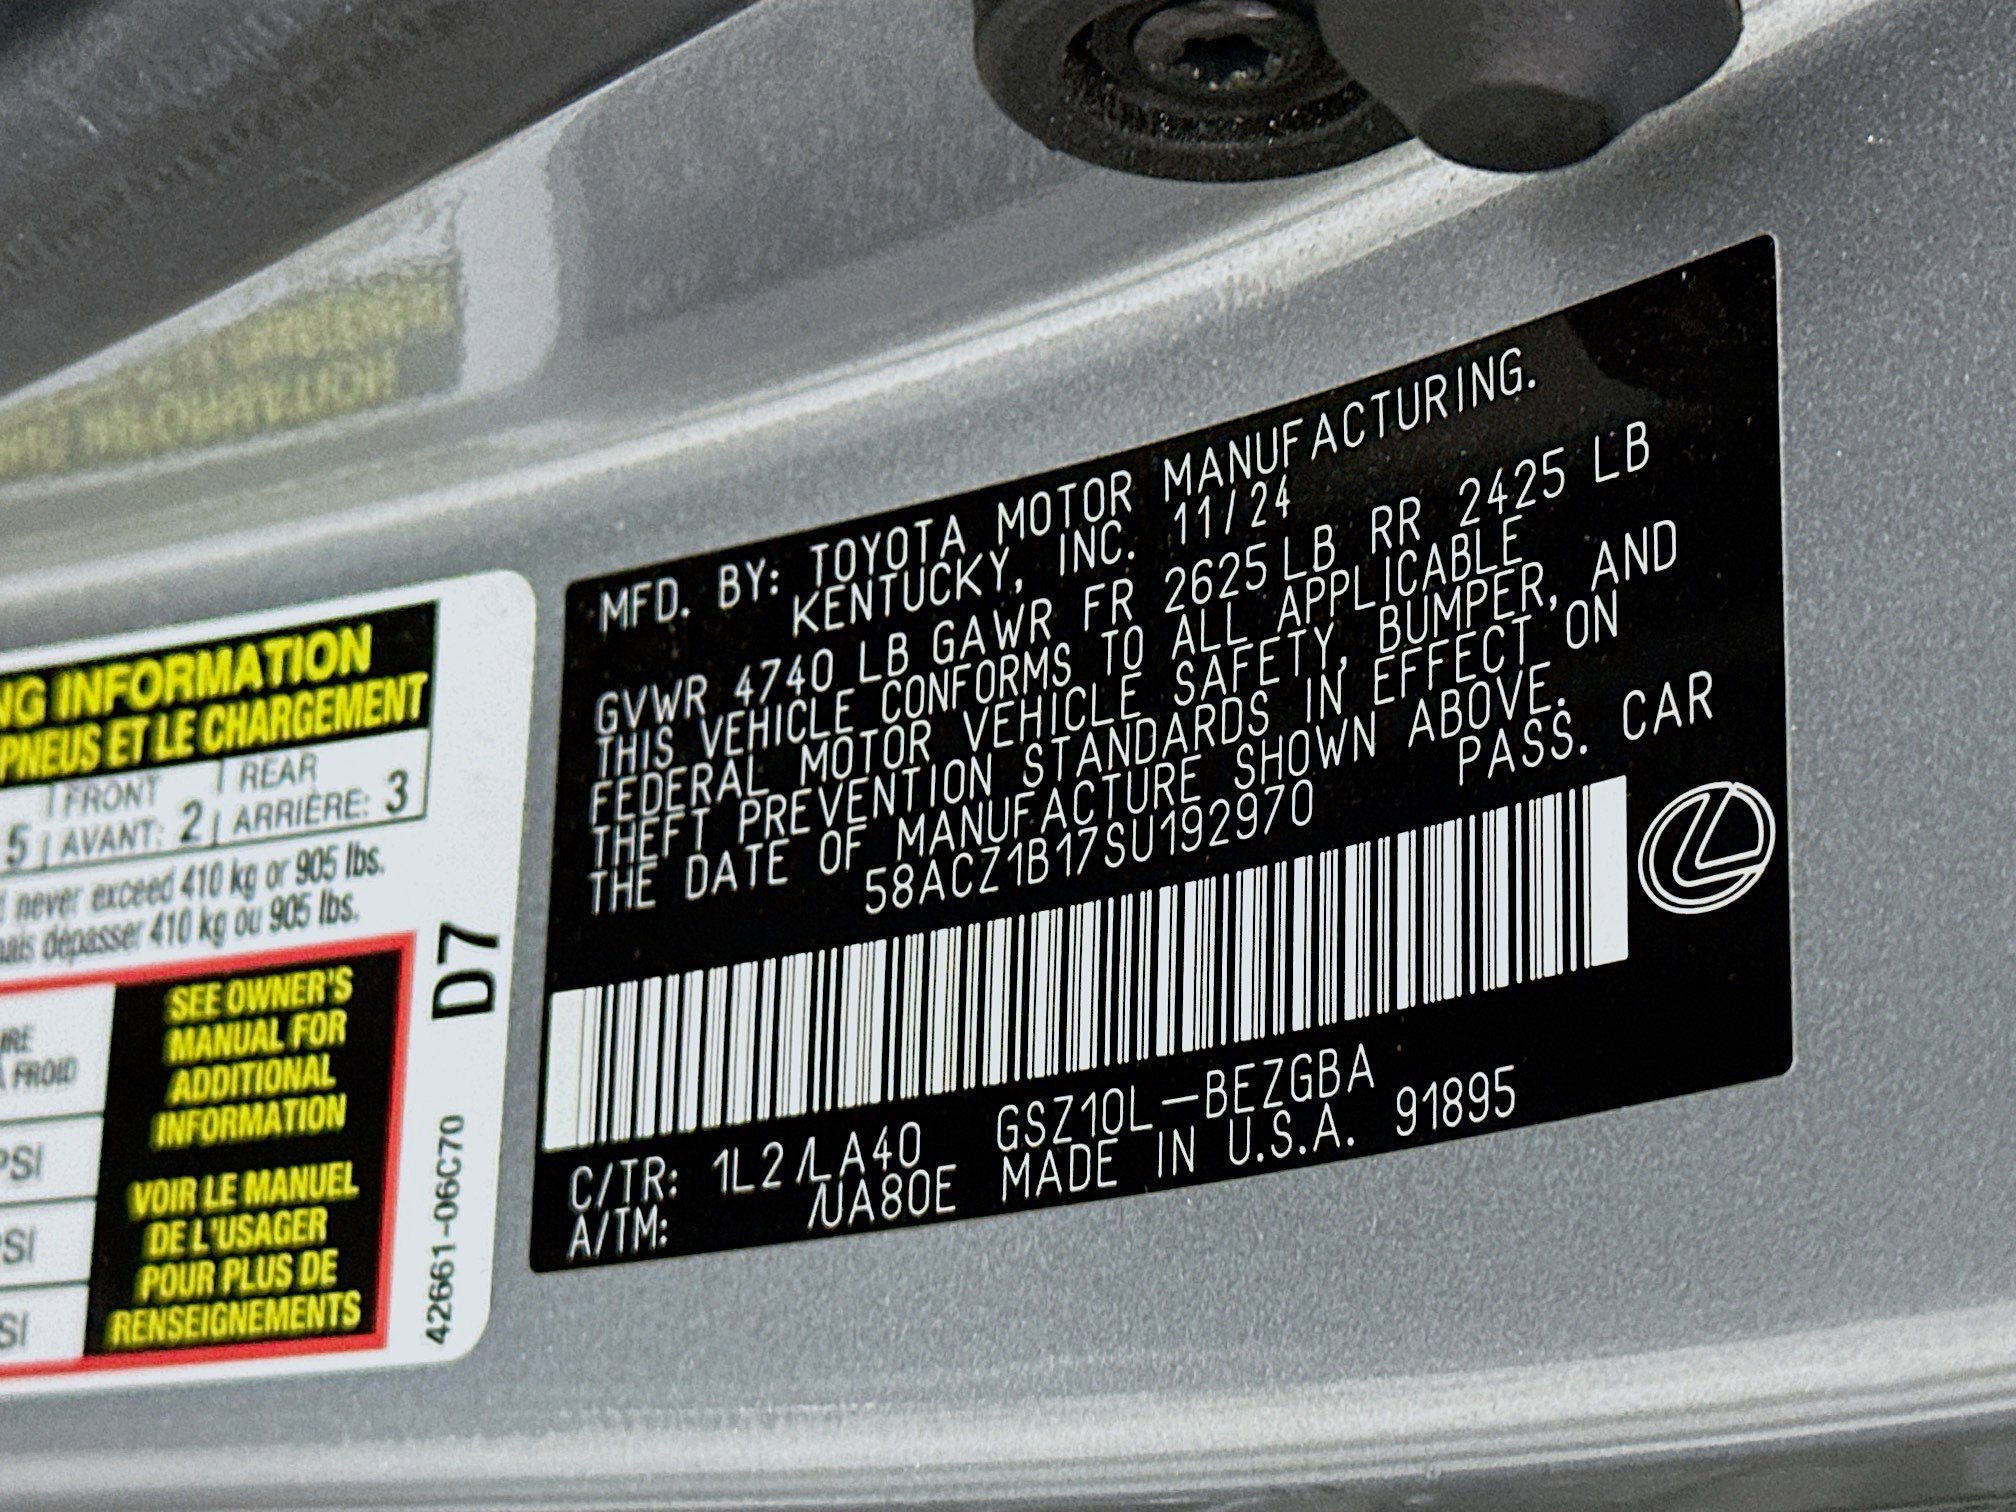 NG INFORMATION
PNEUS ET LE CHARGEMENT
FRONT REAR
5 AVANT: 2 ARRIÈRE: 3
never exceed 410 kg or 905 lbs.
dépasser 410 kg ou 905 lbs.
SEE OWNER'S
MANUAL FOR
ADDITIONAL
INFORMATION
VOIR LE MANUEL
DE L'USAGER
POUR PLUS DE
RENSEIGNEMENTS
FROID
PSI
PSI
SI
D7
42661-06C70
MFD. BY: TOYOTA MOTOR MANUFACTURING.
KENTUCKY, INC. 11/24
GVWR 4740 LB GAWR FR 2625 LB RR 2425 LB
THIS VEHICLE CONFORMS TO ALL APPLICABLE
FEDERAL MOTOR VEHICLE SAFETY, BUMPER, AND
THEFT PREVENTION STANDARDS IN EFFECT ON
THE DATE OF MANUFACTURE SHOWN ABOVE.
58ACZ1B17SU192970 PASS. CAR
C/TR: 1L2/LA40 GSZ10L-BEZGBA
A/TM: /UA80E MADE IN U.S.A. 91895